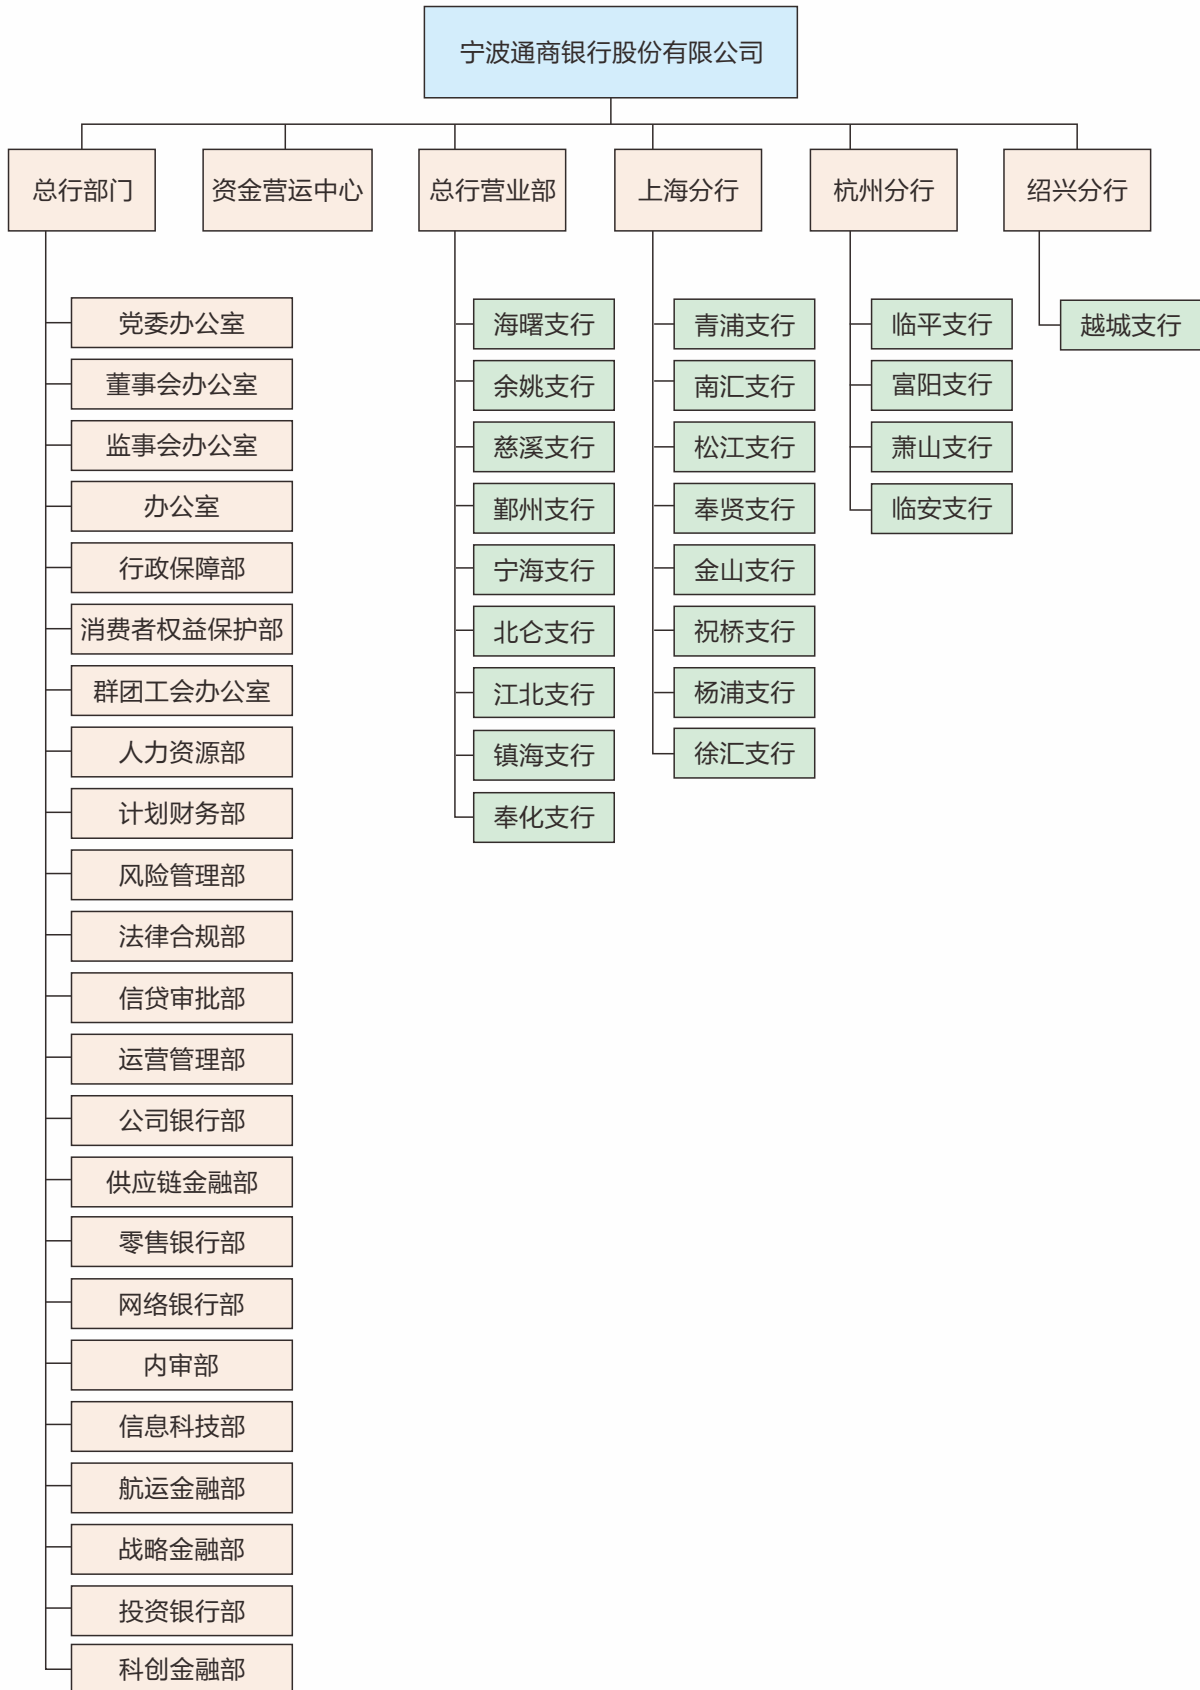 宁波通商银行股份有限公司
总行部门
资金营运中心
总行营业部
上海分行
杭州分行
绍兴分行
党委办公室
董事会办公室
监事会办公室
办公室
行政保障部
消费者权益保护部
群团工会办公室
人力资源部
计划财务部
风险管理部
法律合规部
信贷审批部
运营管理部
公司银行部
供应链金融部
零售银行部
网络银行部
内审部
信息科技部
航运金融部
战略金融部
投资银行部
科创金融部
海曙支行
余姚支行
慈溪支行
鄞州支行
宁海支行
北仑支行
江北支行
镇海支行
奉化支行
青浦支行
南汇支行
松江支行
奉贤支行
金山支行
祝桥支行
杨浦支行
徐汇支行
临平支行
富阳支行
萧山支行
临安支行
越城支行